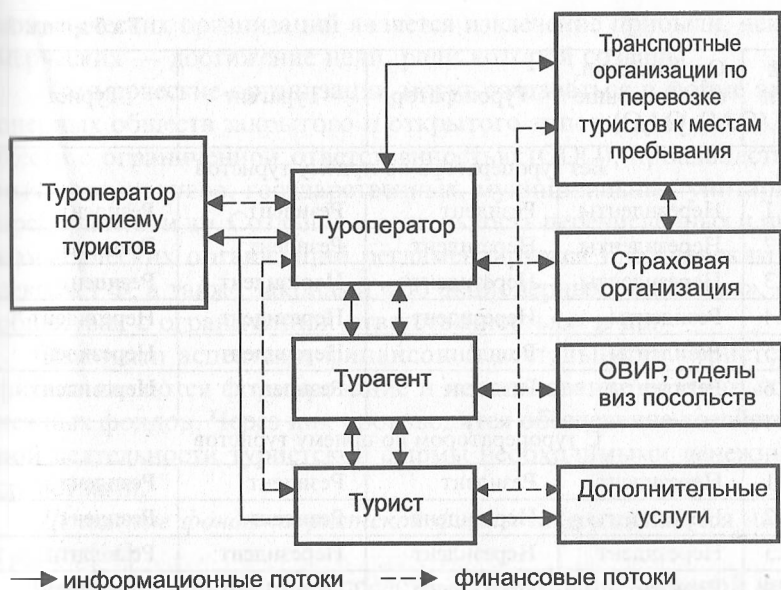 Транспортные
организации по
перевозке
туристов к местам
пребывания
Туроператор
по приему
туристов
Туроператор
Страховая
организация
Турагент
ОВИР, отделы
виз посольств
Турист
Дополнительные
услуги
информационные потоки
финансовые потоки